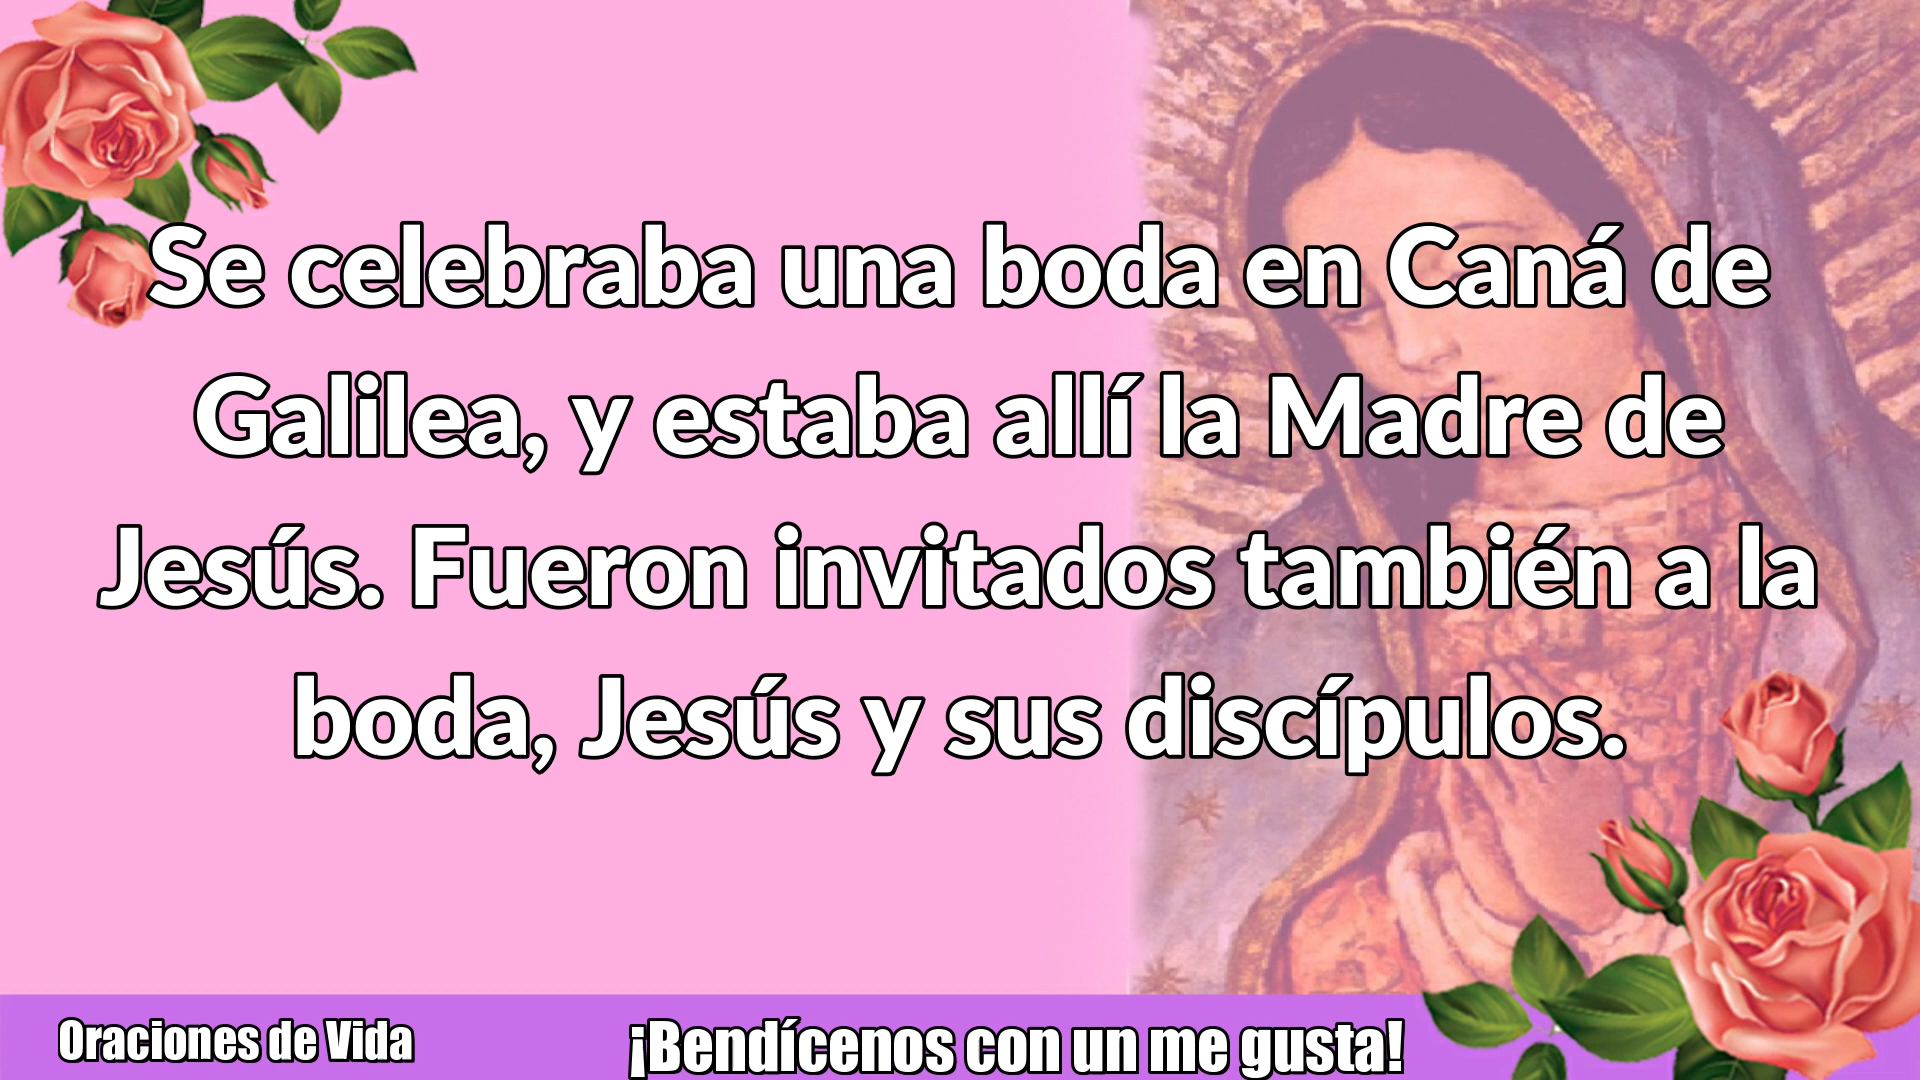 Se celebraba una boda en Caná de
Galilea, y estaba allí la Madre de
Jesús. Fueron invitados también a la
boda, Jesús y sus discípulos.
Oraciones de Vida
¡Bendícenos con un me gusta!